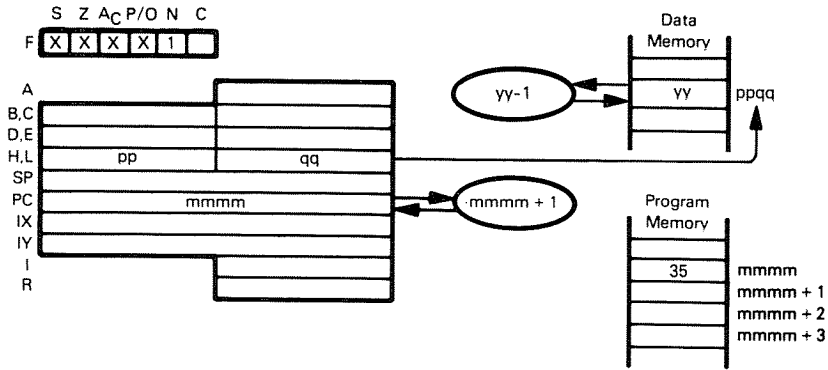 S Z AC P/O N C
F X X X X 1
A
B,C
D,E
H,L pp qq
SP
PC mmmm
IX
IY
I
R
yy-1
mmmm + 1
Data
Memory
yy ppqq
Program
Memory
35 mmmm
mmmm + 1
mmmm + 2
mmmm + 3